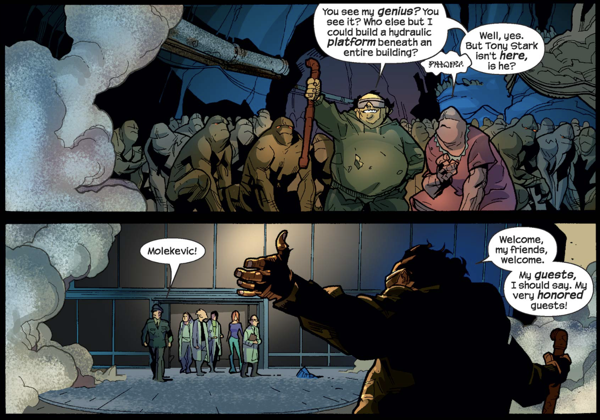 You see my genius? You
see it? Who else but I
could build a hydraulic
platform beneath an
entire building?
Well, yes.
But Tony Stark
isn't here,
is he?
Molekevic!
Welcome,
my friends,
welcome.
My guests,
I should say. My
very honored
guests!